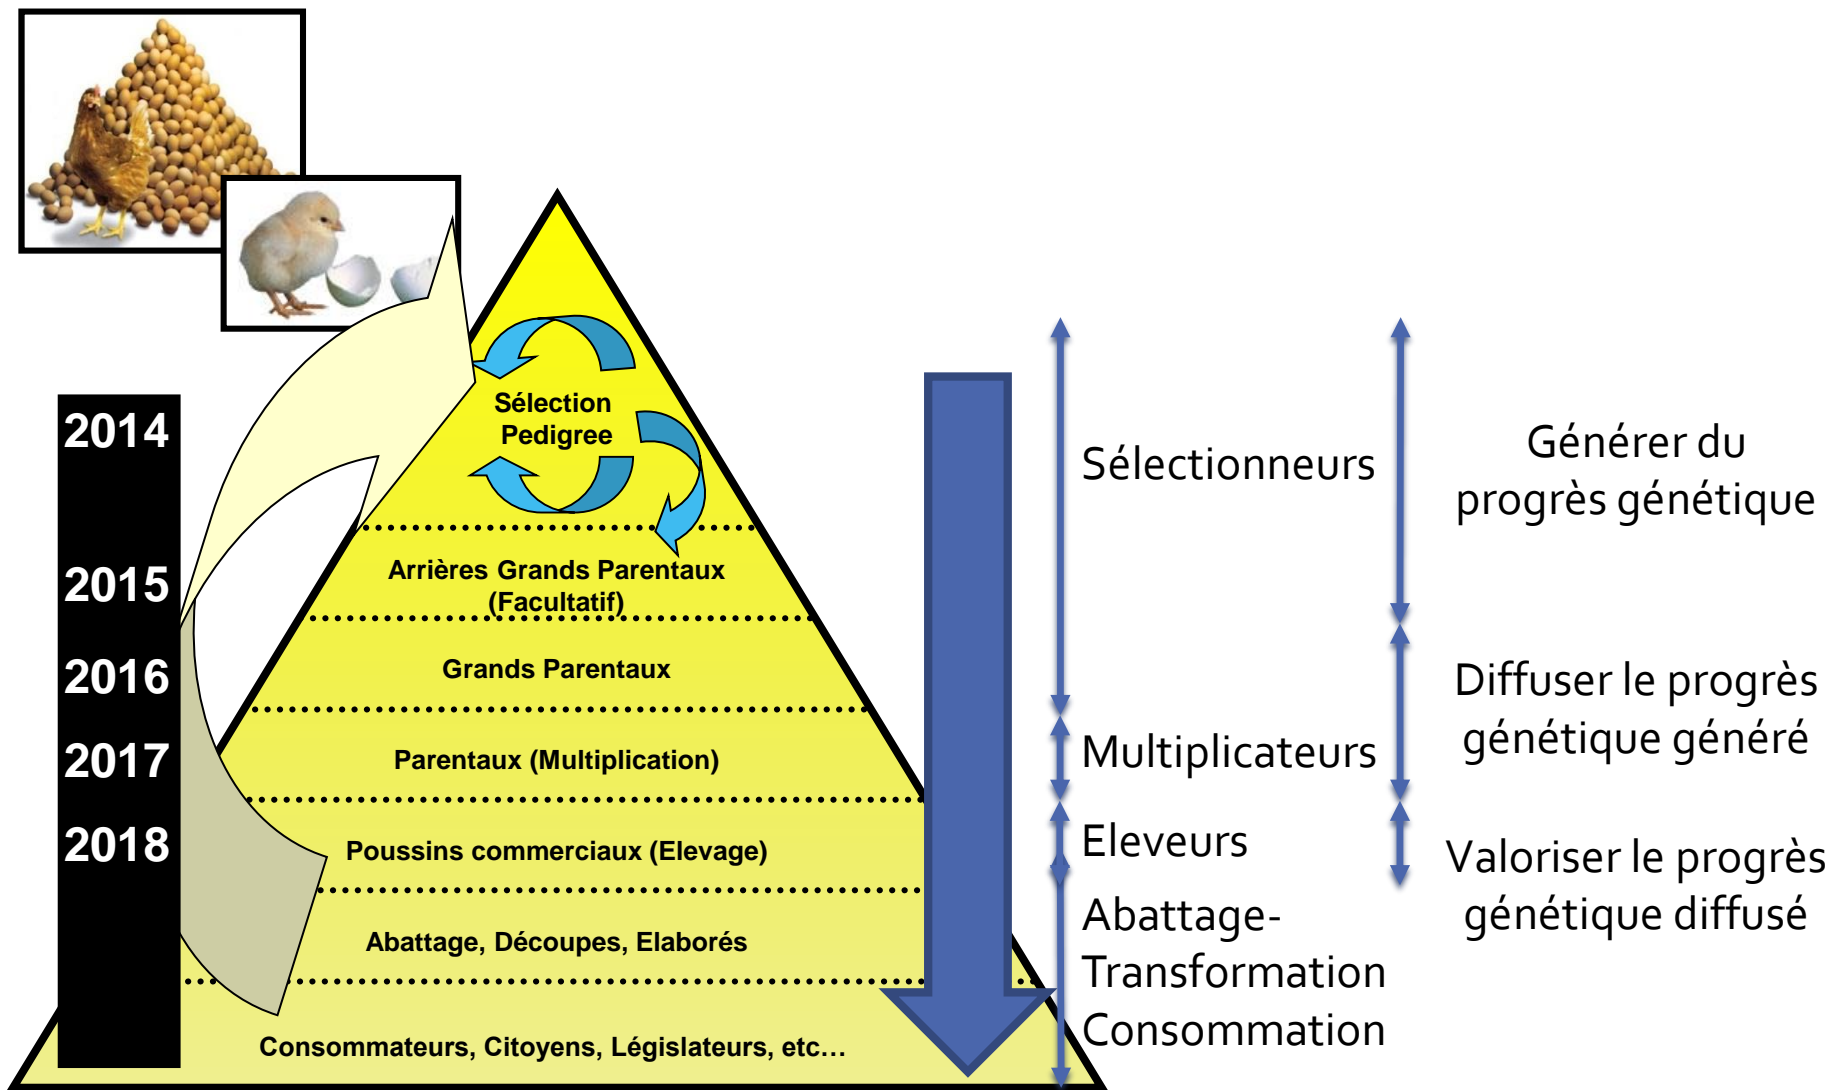 2014
2015
2016
2017
2018
Sélection
Pedigree
Arrières Grands Parentaux
(Facultatif)
Grands Parentaux
Parentaux (Multiplication)
Poussins commerciaux (Elevage)
Abattage, Découpes, Elaborés
Consommateurs, Citoyens, Législateurs, etc…
Sélectionneurs
Multiplicateurs
Eleveurs
Abattage-
Transformation
Consommation
Générer du
progrès génétique
Diffuser le progrès
génétique généré
Valoriser le progrès
génétique diffusé